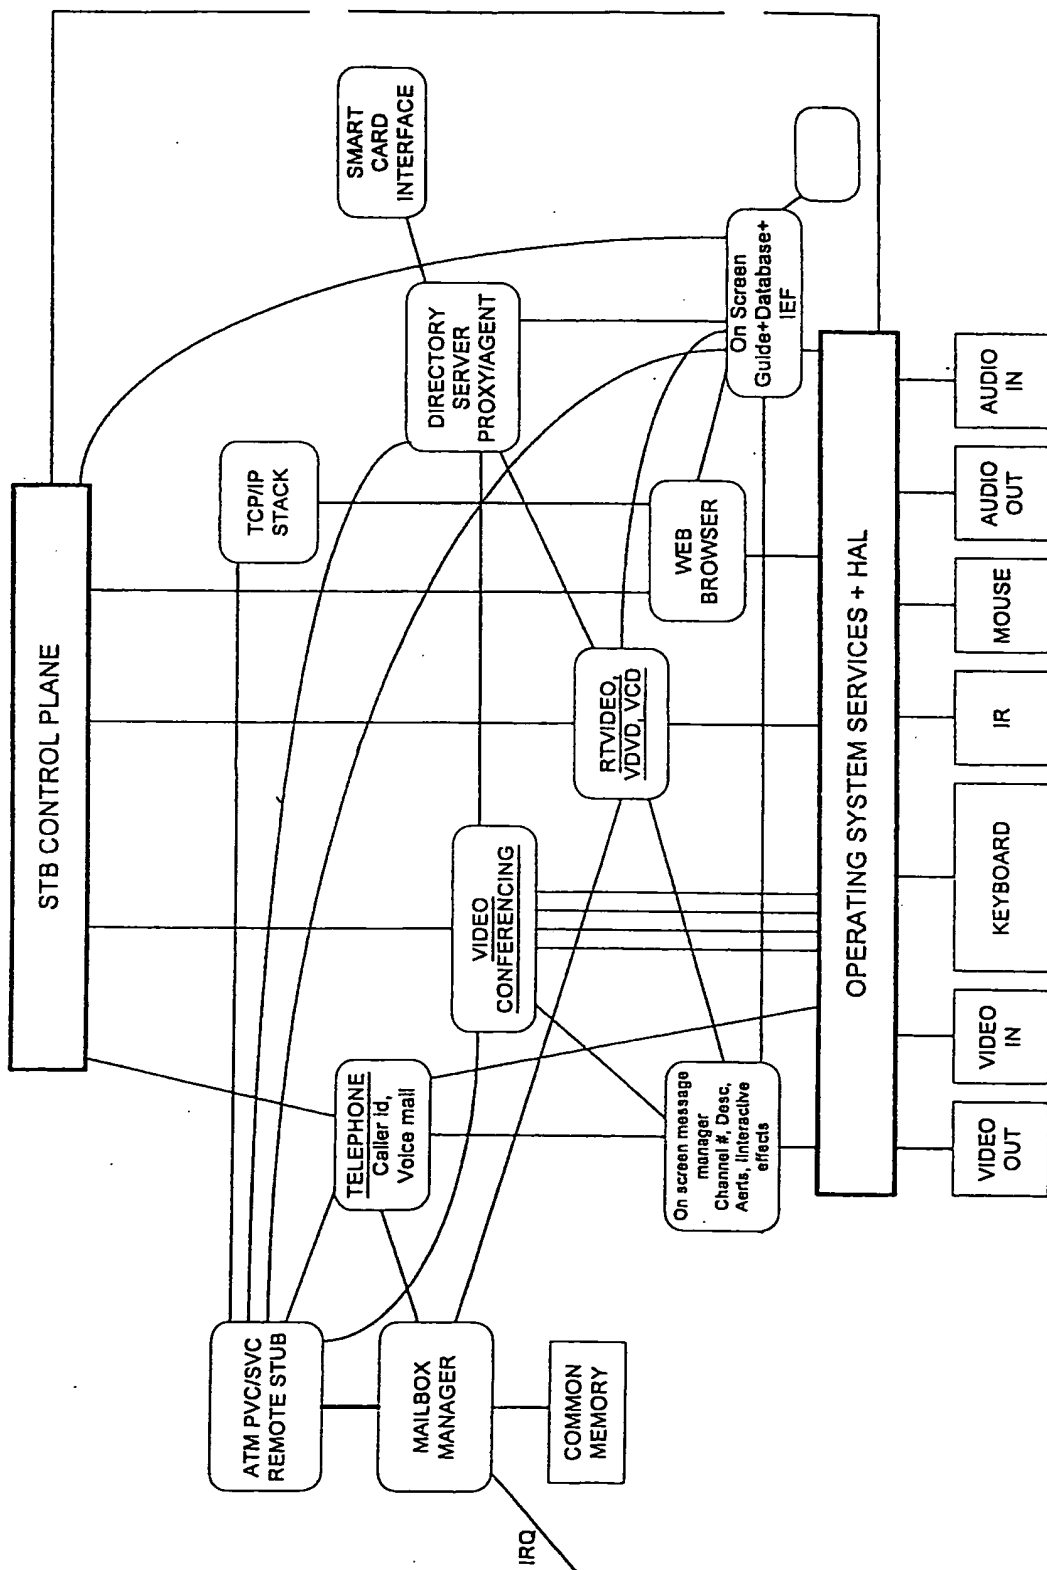 STB CONTROL PLANE
SMART
CARD
INTERFACE
TCP/IP
STACK
DIRECTORY
SERVER
PROXY/AGENT
ATM PVC/SVC
REMOTE STUB
TELEPHONE
Caller id,
Voice mail
VIDEO
CONFERENCING
RTVIDEO,
VDVD, VCD
WEB
BROWSER
On Screen
Guide+Database+
IEF
MAILBOX
MANAGER
IRQ
COMMON
MEMORY
On screen message
manager
Channel #, Desc,
Aerts, Iinteractive
effects
OPERATING SYSTEM SERVICES + HAL
VIDEO
OUT
VIDEO
IN
KEYBOARD
IR
MOUSE
AUDIO
OUT
AUDIO
IN